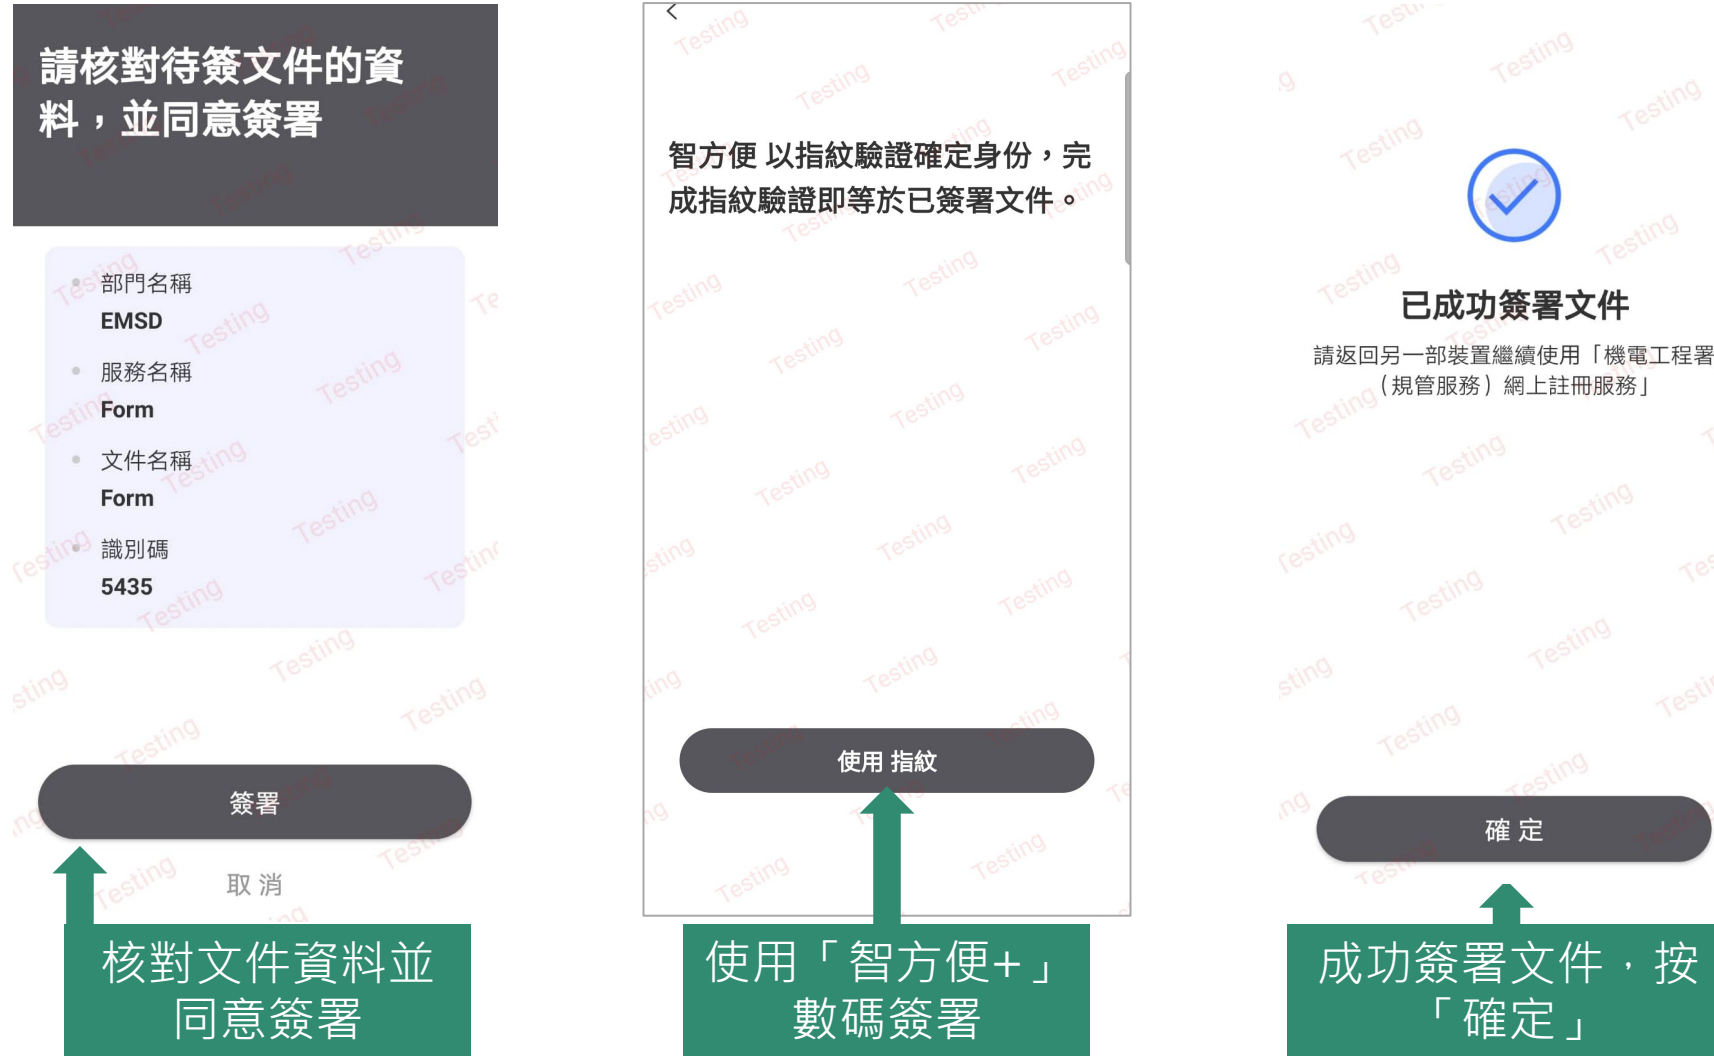 請核對待簽文件的資
料，並同意簽署
部門名稱
EMSD
服務名稱
Form
文件名稱
Form
識別碼
5435
簽署
取消
核對文件資料並
同意簽署
智方便 以指紋驗證確定身份，完
成指紋驗證即等於已簽署文件。
使用 指紋
使用「智方便+」
數碼簽署
已成功簽署文件
請返回另一部裝置繼續使用「機電工程署
（規管服務）網上註冊服務」
確定
成功簽署文件，按
「確定」
Testing